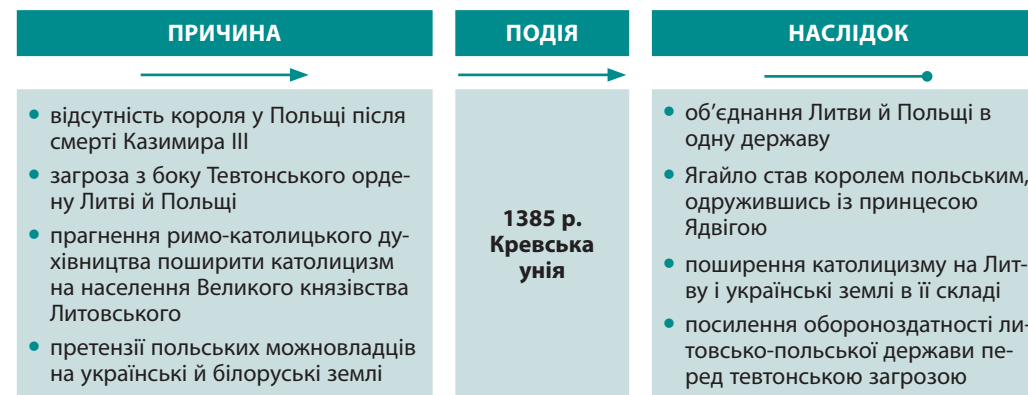 ПРИЧИНА
ПОДІЯ
НАСЛІДОК
• відсутність короля у Польщі після
смерті Казимира III
• загроза з боку Тевтонського орде-
ну Литві й Польщі
• прагнення римо-католицького ду-
хівництва поширити католицизм
на населення Великого князівства
Литовського
• претензії польських можновладців
на українські й білоруські землі
1385 р.
Кревська
унія
• об’єднання Литви й Польщі в
одну державу
• Ягайло став королем польським,
одружившись із принцесою
Ядвігою
• поширення католицизму на Лит-
ву і українські землі в її складі
• посилення обороноздатності ли-
товсько-польської держави пе-
ред тевтонською загрозою